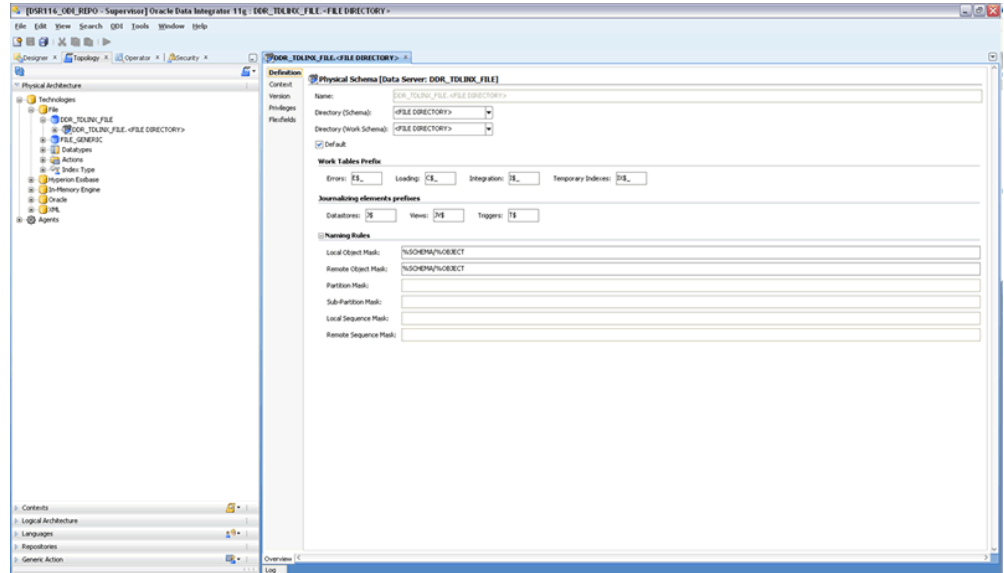 [DSR116_ODI_REPO - Supervisor] Oracle Data Integrator 11g : DDR_TDLINX_FILE.<FILE DIRECTORY>
File Edit View Search ODI Tools Window Help
Designer Topology Operator Security
DDR_TDLINX_FILE.<FILE DIRECTORY>
Physical Architecture
Technologies
File
DDR_TDLINX_FILE
DDR_TDLINX_FILE.<FILE DIRECTORY>
FILE_GENERIC
Datatypes
Actions
Index Type
Hyperion Essbase
In-Memory Engine
Oracle
XML
Agents
Contexts
Logical Architecture
Languages
Repositories
Generic Action
Definition
Context
Version
Privileges
Flexfields
Physical Schema [Data Server: DDR_TDLINX_FILE]
Name: DDR_TDLINX_FILE.<FILE DIRECTORY>
Directory (Schema): <FILE DIRECTORY>
Directory (Work Schema): <FILE DIRECTORY>
Default
Work Tables Prefix
Errors: E$_ Loading: C$_ Integration: I$_ Temporary Indexes: IX$_
Journalizing elements prefixes
Datastores: J$ Views: JV$ Triggers: T$
Naming Rules
Local Object Mask: %SCHEMA/%OBJECT
Remote Object Mask: %SCHEMA/%OBJECT
Partition Mask:
Sub-Partition Mask:
Local Sequence Mask:
Remote Sequence Mask:
Overview
Log